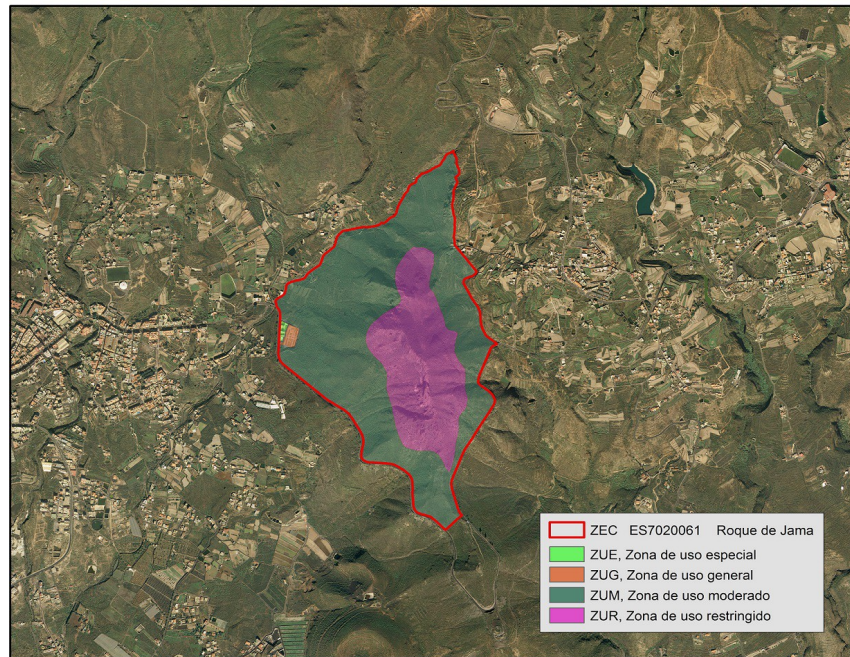 ZEC ES7020061 Roque de Jama
ZUE, Zona de uso especial
ZUG, Zona de uso general
ZUM, Zona de uso moderado
ZUR, Zona de uso restringido